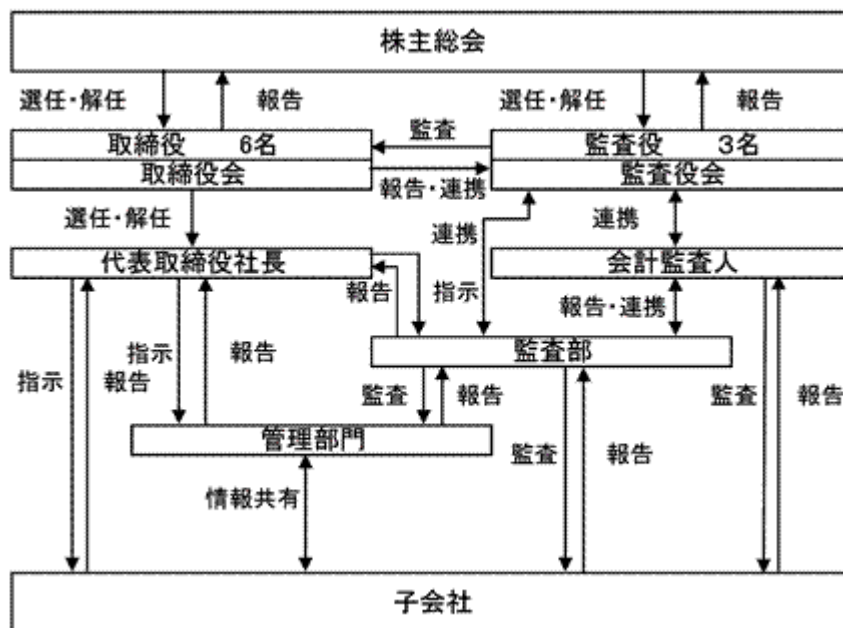 株主総会
選任・解任
報告
選任・解任
報告
取締役 6名
監査
監査役 3名
取締役会
報告・連携
監査役会
選任・解任
連携
連携
代表取締役社長
会計監査人
報告
指示
報告・連携
監査部
指示
報告
報告
指示
報告
監査
報告
監査
報告
管理部門
監査
報告
情報共有
子会社